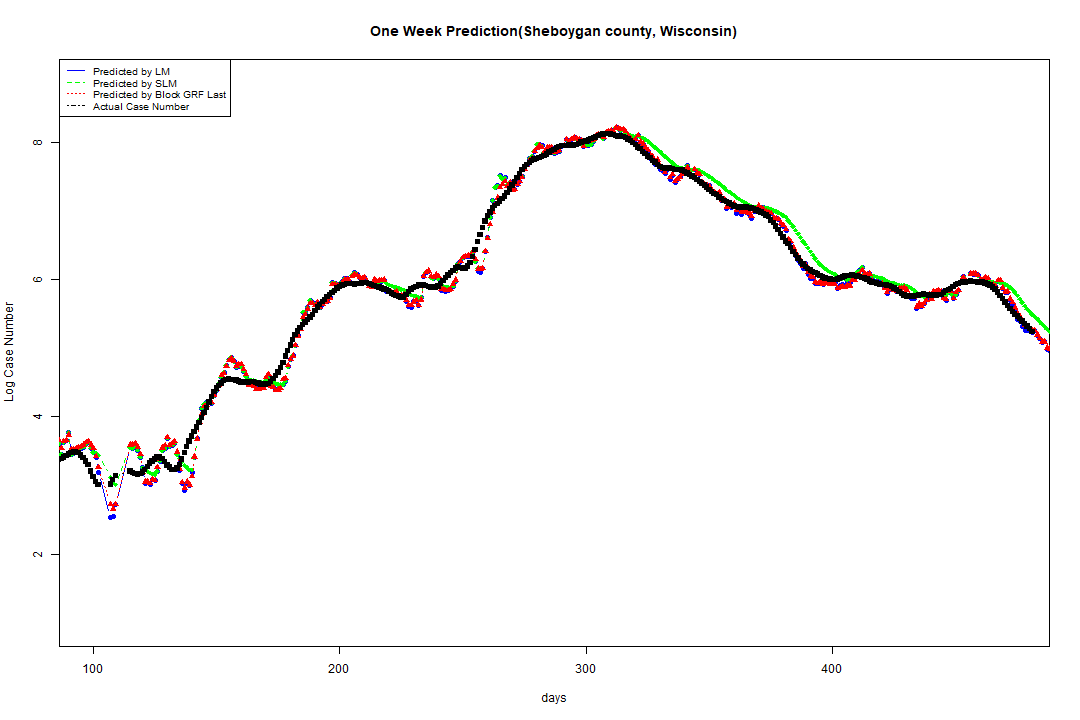 One Week Prediction(Sheboygan county, Wisconsin)
Predicted by LM
Predicted by SLM
Predicted by Block GRF Last
Actual Case Number
8
6
4
2
Log Case Number
100 200 300 400
days